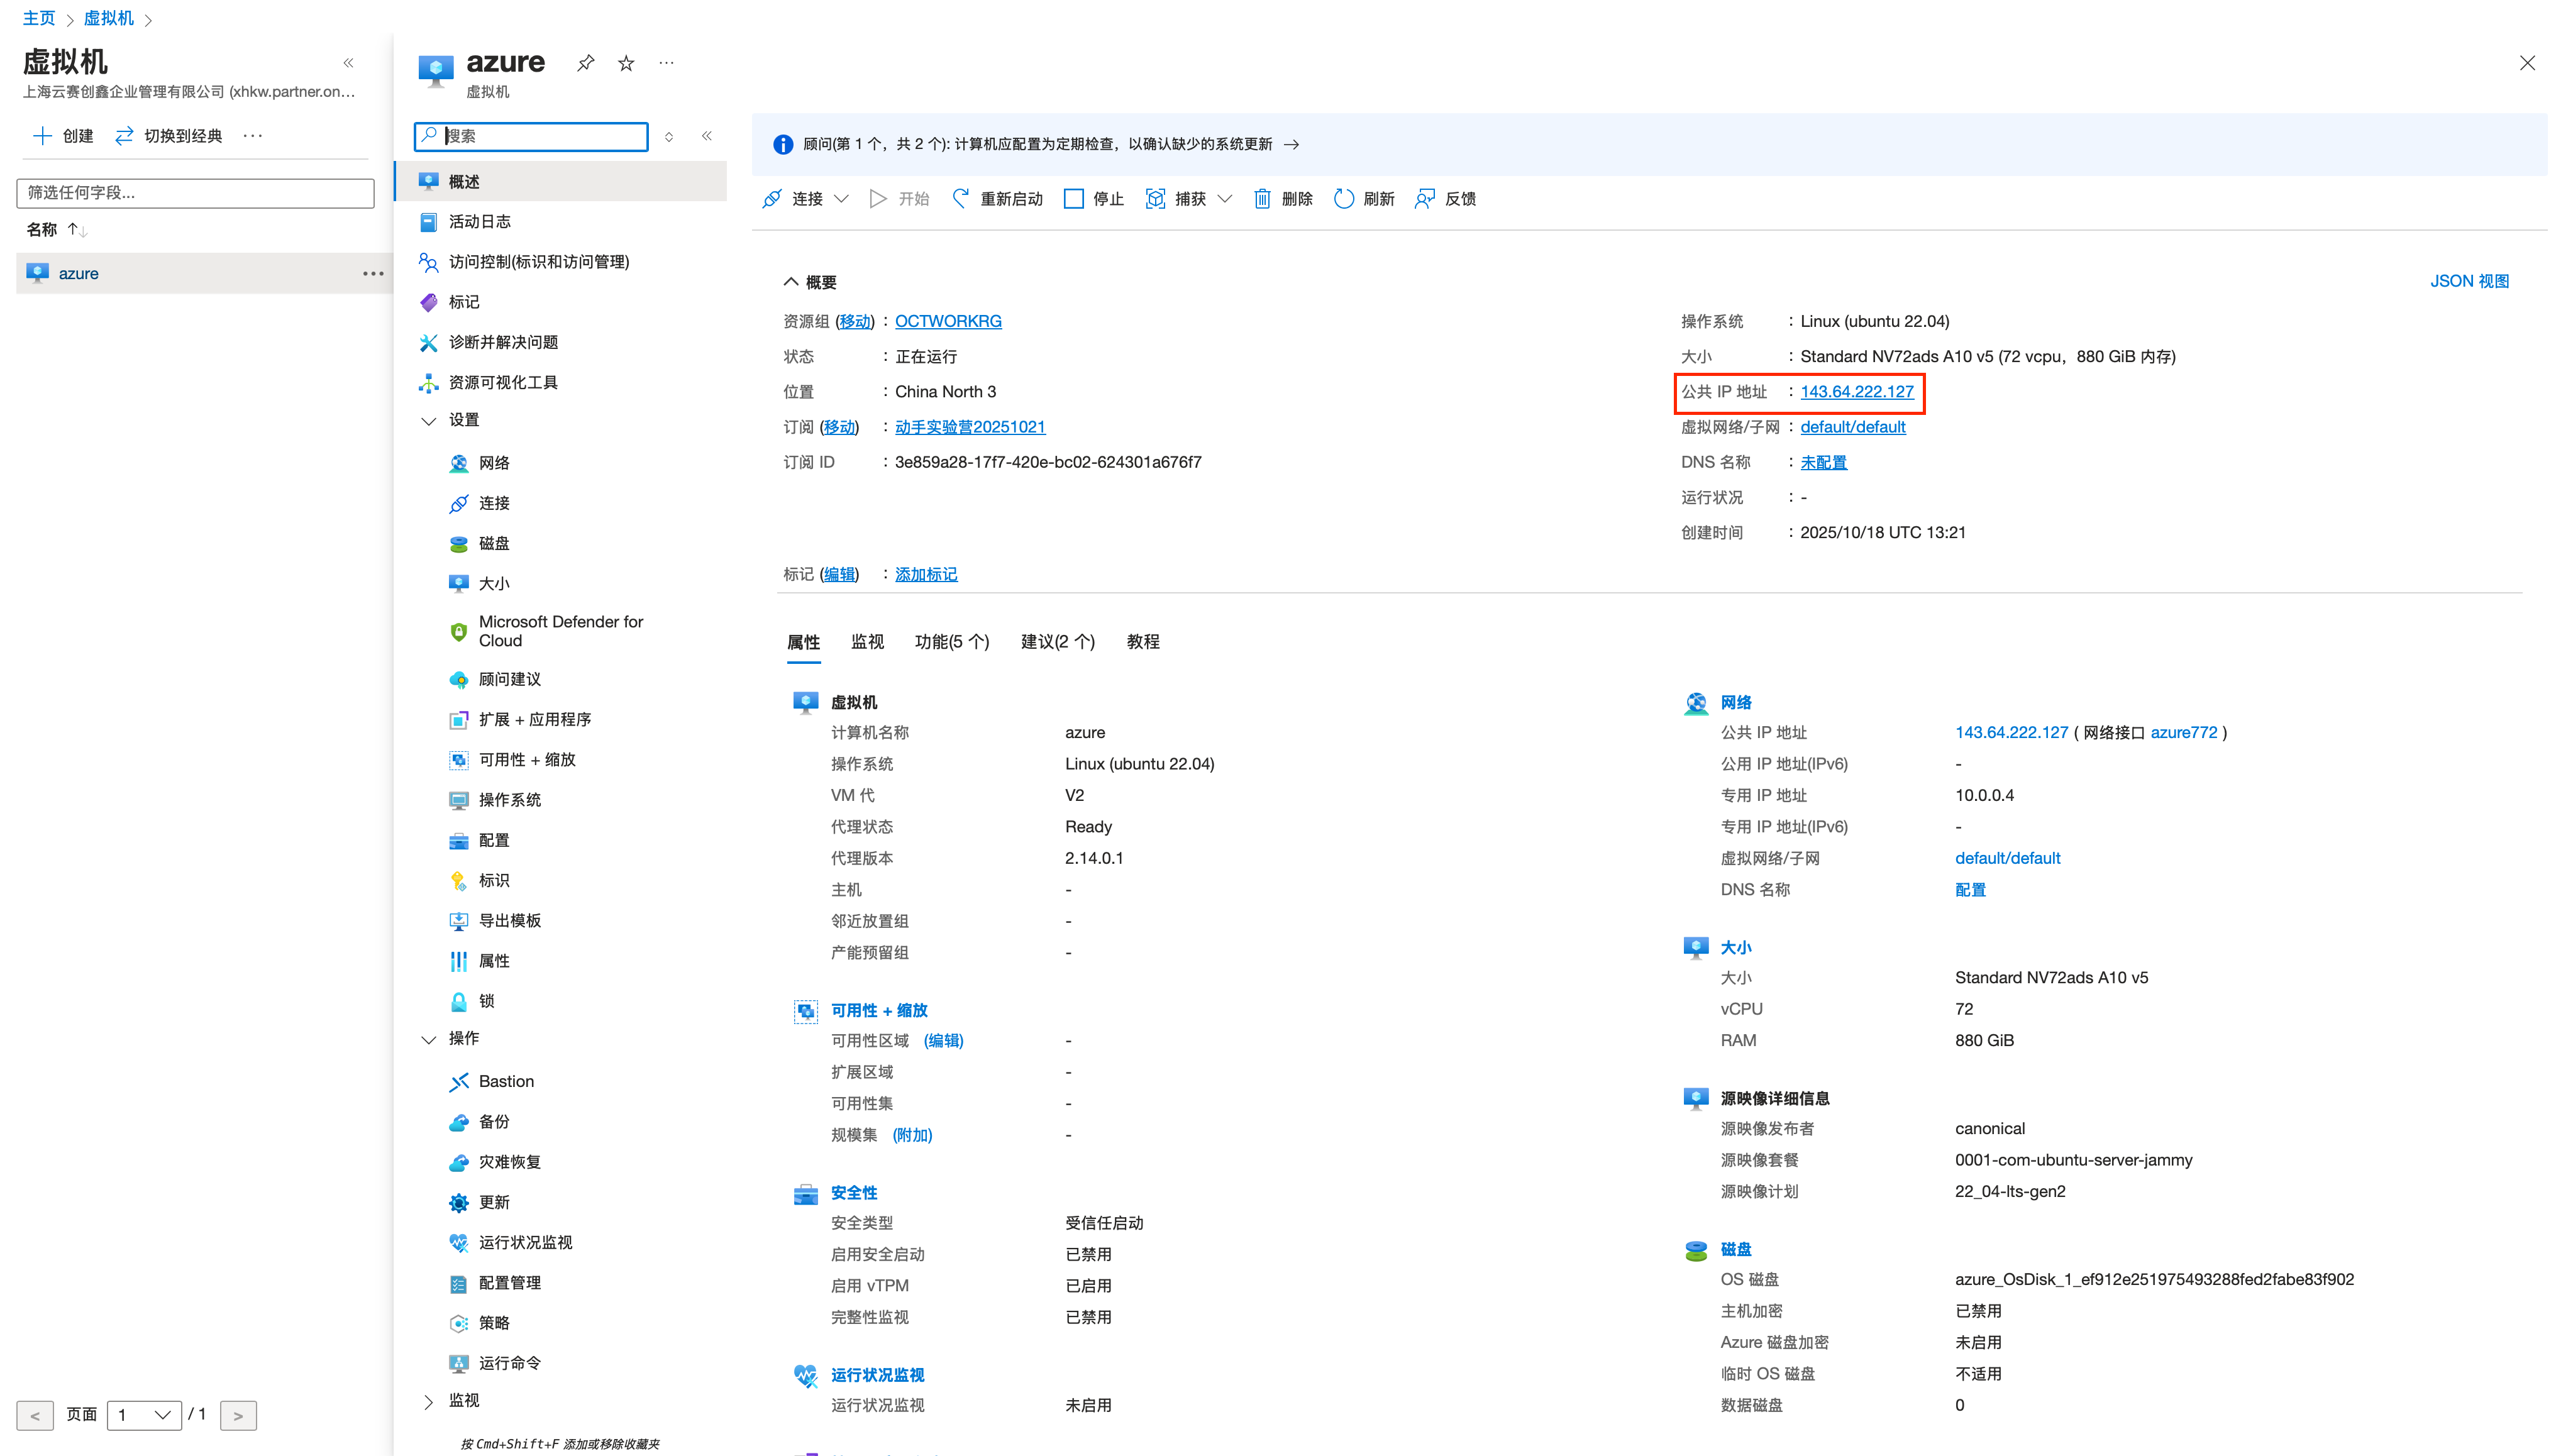 主页 > 虚拟机 >
虚拟机
上海云赛创鑫企业管理有限公司 (xhkw.partner.on...
创建 切换到经典 ···
筛选任何字段...
名称 ↑↓
azure ···
< 页面 1 / 1 >
azure
虚拟机
搜索
概述
活动日志
访问控制(标识和访问管理)
标记
诊断并解决问题
资源可视化工具
设置
网络
连接
磁盘
大小
Microsoft Defender for
Cloud
顾问建议
扩展 + 应用程序
可用性 + 缩放
操作系统
配置
标识
导出模板
属性
锁
操作
Bastion
备份
灾难恢复
更新
运行状况监视
配置管理
策略
运行命令
监视
按 Cmd+Shift+F 添加或移除收藏夹
顾问(第 1 个，共 2 个): 计算机应配置为定期检查，以确认缺少的系统更新 →
连接 开始 重新启动 停止 捕获 删除 刷新 反馈
概要
JSON 视图
资源组 (移动) : OCTWORKRG
状态 : 正在运行
位置 : China North 3
订阅 (移动) : 动手实验营20251021
订阅 ID : 3e859a28-17f7-420e-bc02-624301a676f7
操作系统 : Linux (ubuntu 22.04)
大小 : Standard NV72ads A10 v5 (72 vcpu，880 GiB 内存)
公共 IP 地址 : 143.64.222.127
虚拟网络/子网 : default/default
DNS 名称 : 未配置
运行状况 : -
创建时间 : 2025/10/18 UTC 13:21
标记 (编辑) : 添加标记
属性 监视 功能(5 个) 建议(2 个) 教程
虚拟机
计算机名称 azure
操作系统 Linux (ubuntu 22.04)
VM 代 V2
代理状态 Ready
代理版本 2.14.0.1
主机 -
邻近放置组 -
产能预留组 -
可用性 + 缩放
可用性区域 (编辑) -
扩展区域 -
可用性集 -
规模集 (附加) -
安全性
安全类型 受信任启动
启用安全启动 已禁用
启用 vTPM 已启用
完整性监视 已禁用
运行状况监视
运行状况监视 未启用
网络
公共 IP 地址 143.64.222.127 ( 网络接口 azure772 )
公用 IP 地址(IPv6) -
专用 IP 地址 10.0.0.4
专用 IP 地址(IPv6) -
虚拟网络/子网 default/default
DNS 名称 配置
大小
大小 Standard NV72ads A10 v5
vCPU 72
RAM 880 GiB
源映像详细信息
源映像发布者 canonical
源映像套餐 0001-com-ubuntu-server-jammy
源映像计划 22_04-lts-gen2
磁盘
OS 磁盘 azure_OsDisk_1_ef912e251975493288fed2fabe83f902
主机加密 已禁用
Azure 磁盘加密 未启用
临时 OS 磁盘 不适用
数据磁盘 0